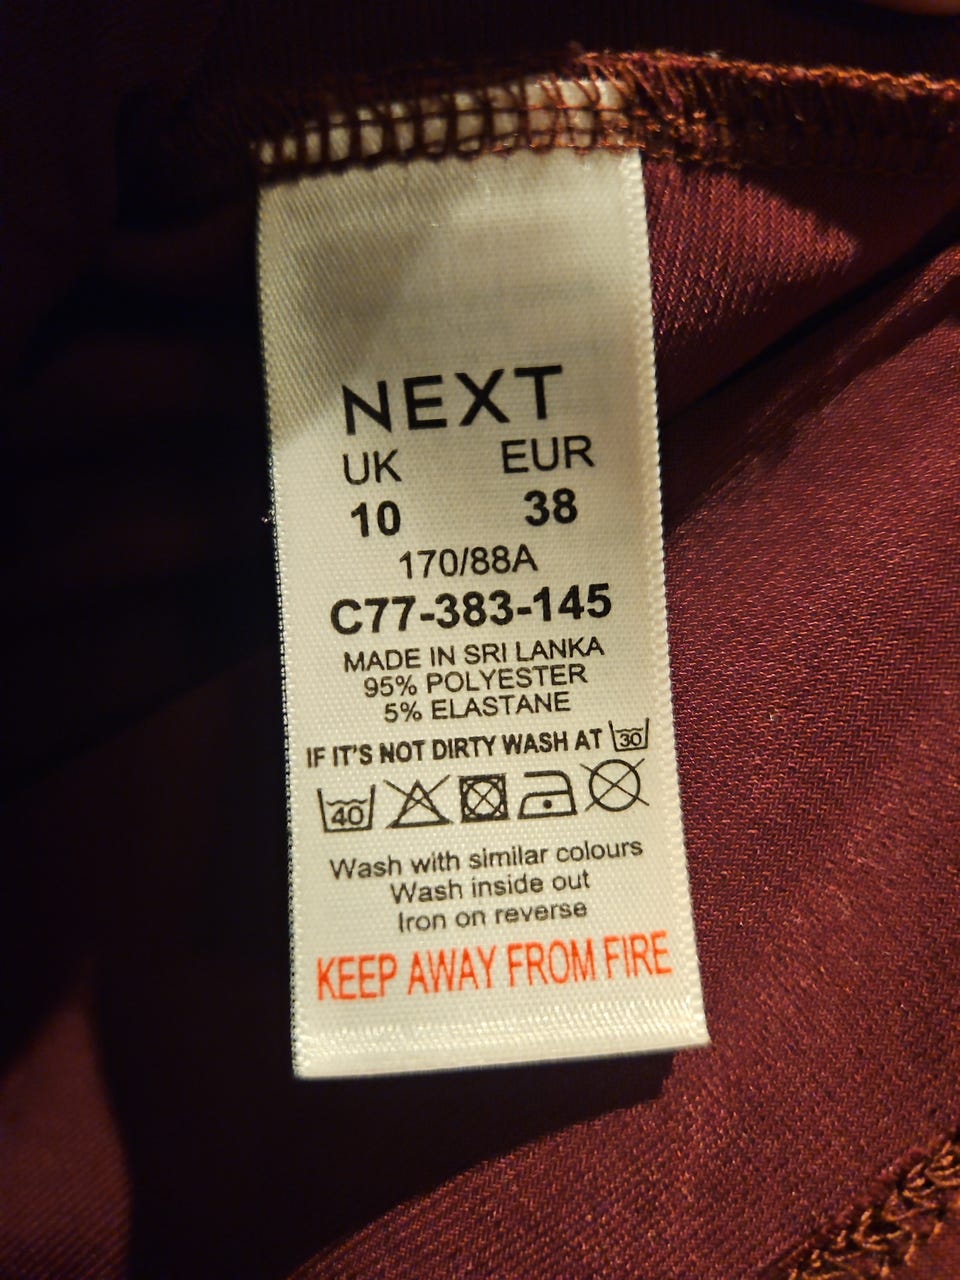 NEXT
UK EUR
10 38
170/88A
C77-383-145
MADE IN SRI LANKA
95% POLYESTER
5% ELASTANE
IF IT'S NOT DIRTY WASH AT 30
40
Wash with similar colours
Wash inside out
Iron on reverse
KEEP AWAY FROM FIRE